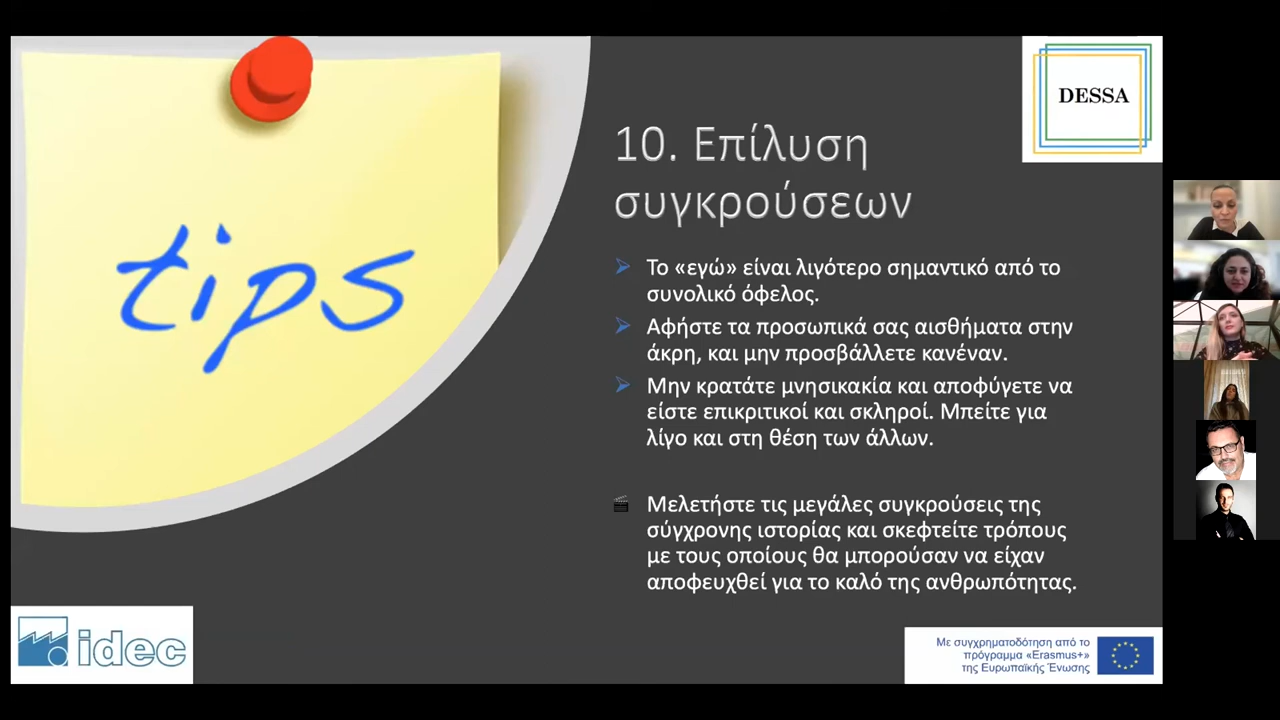 tips
DESSA
10. Επίλυση
συγκρούσεων
Το «εγώ» είναι λιγότερο σημαντικό από το
συνολικό όφελος.
Αφήστε τα προσωπικά σας αισθήματα στην
άκρη, και μην προσβάλλετε κανέναν.
Μην κρατάτε μνησικακία και αποφύγετε να
είστε επικριτικοί και σκληροί. Μπείτε για
λίγο και στη θέση των άλλων.
Μελετήστε τις μεγάλες συγκρούσεις της
σύγχρονης ιστορίας και σκεφτείτε τρόπους
με τους οποίους θα μπορούσαν να είχαν
αποφευχθεί για το καλό της ανθρωπότητας.
idec
Με συγχρηματοδότηση από το
πρόγραμμα «Erasmus+»
της Ευρωπαϊκής Ένωσης